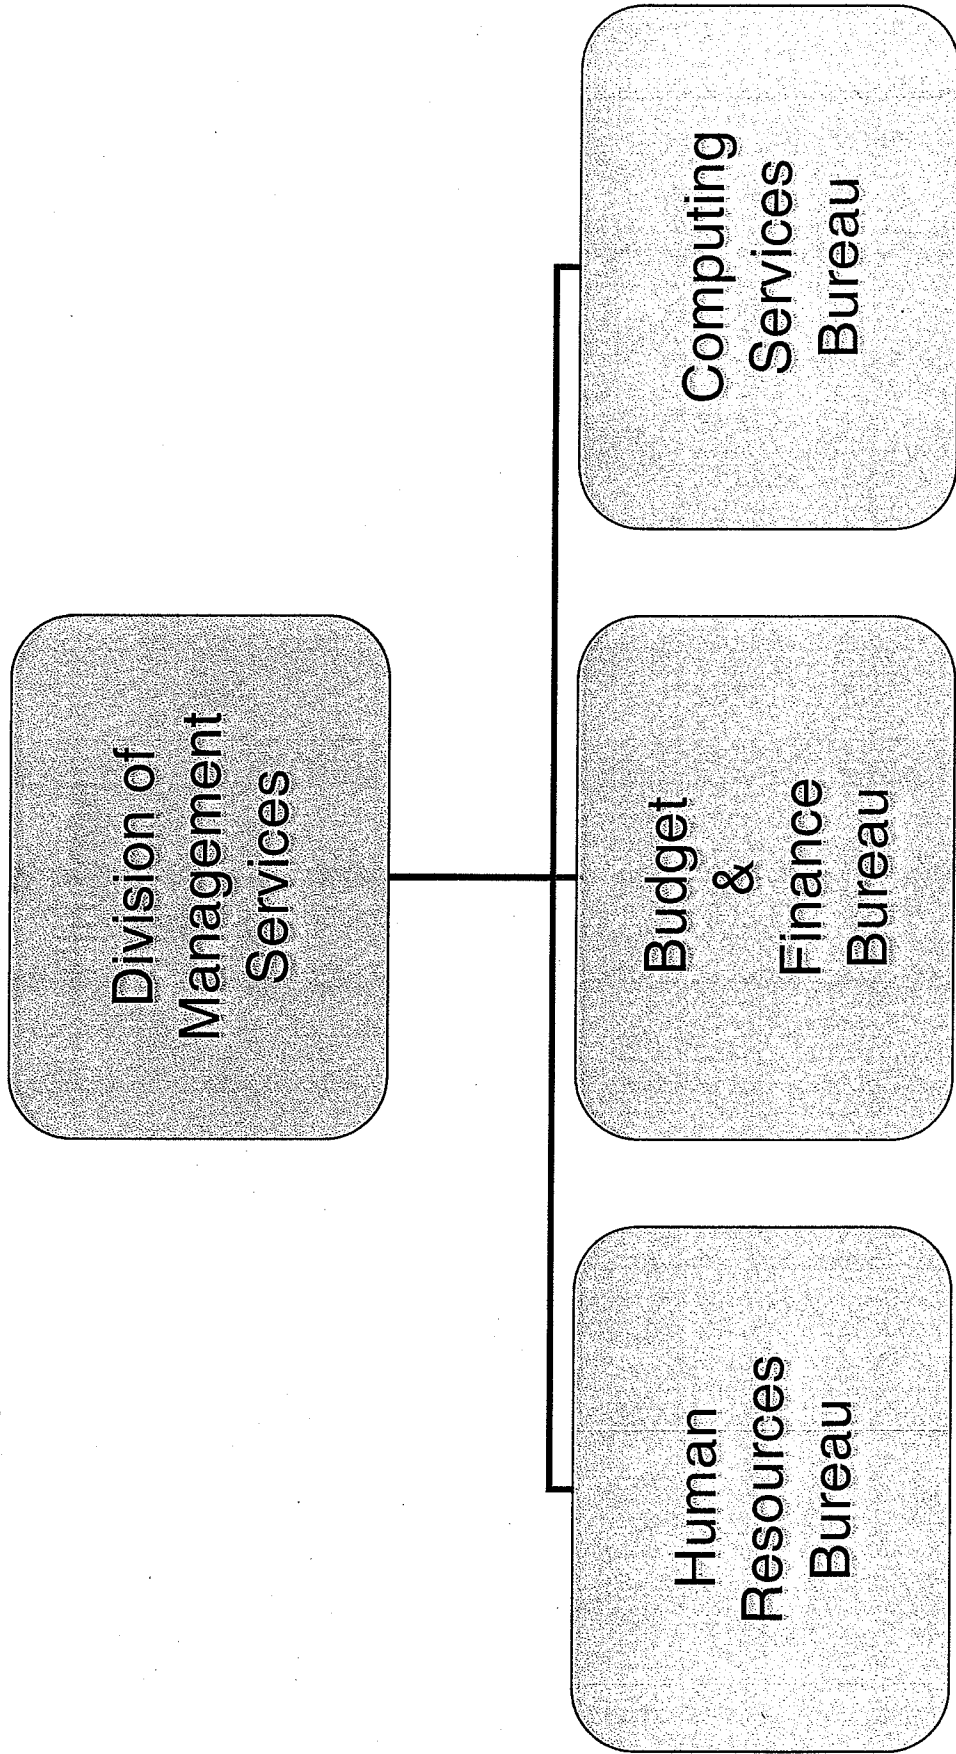 Division of
Management
Services
Human
Resources
Bureau
Budget
&
Finance
Bureau
Computing
Services
Bureau